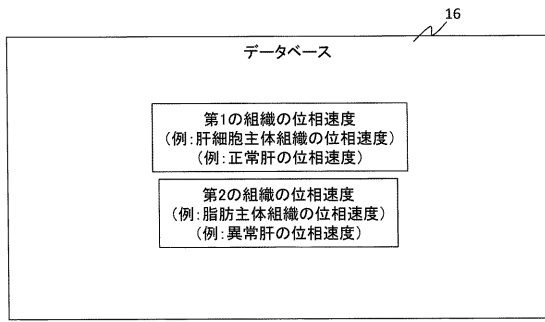 16
データベース
第1の組織の位相速度
(例:肝細胞主体組織の位相速度)
(例:正常肝の位相速度)
第2の組織の位相速度
(例:脂肪主体組織の位相速度)
(例:異常肝の位相速度)